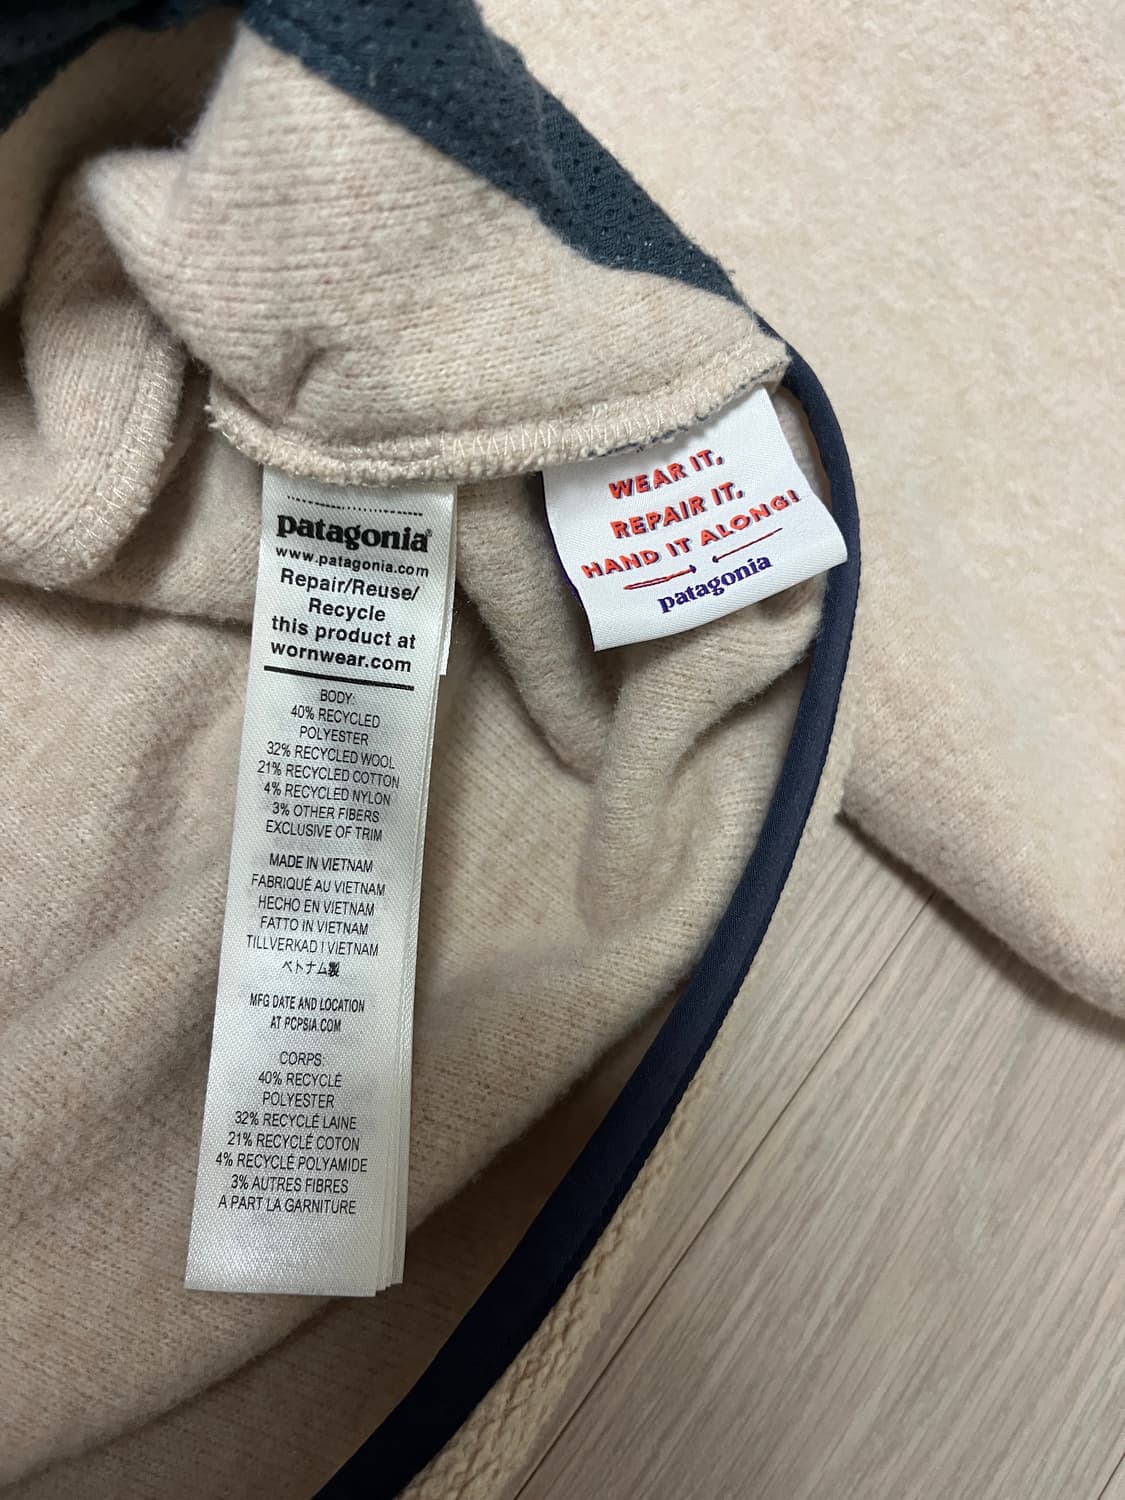 patagonia®
www.patagonia.com
Repair/Reuse/
Recycle
this product at
wornwear.com
BODY:
40% RECYCLED
POLYESTER
32% RECYCLED WOOL
21% RECYCLED COTTON
4% RECYCLED NYLON
3% OTHER FIBERS
EXCLUSIVE OF TRIM
MADE IN VIETNAM
FABRIQUÉ AU VIETNAM
HECHO EN VIETNAM
FATTO IN VIETNAM
TILLVERKAD I VIETNAM
ベトナム製
MFG DATE AND LOCATION
AT PCPSIA.COM
CORPS:
40% RECYCLÉ
POLYESTER
32% RECYCLÉ LAINE
21% RECYCLÉ COTON
4% RECYCLÉ POLYAMIDE
3% AUTRES FIBRES
A PART LA GARNITURE
WEAR IT,
REPAIR IT,
HAND IT ALONG!
patagonia